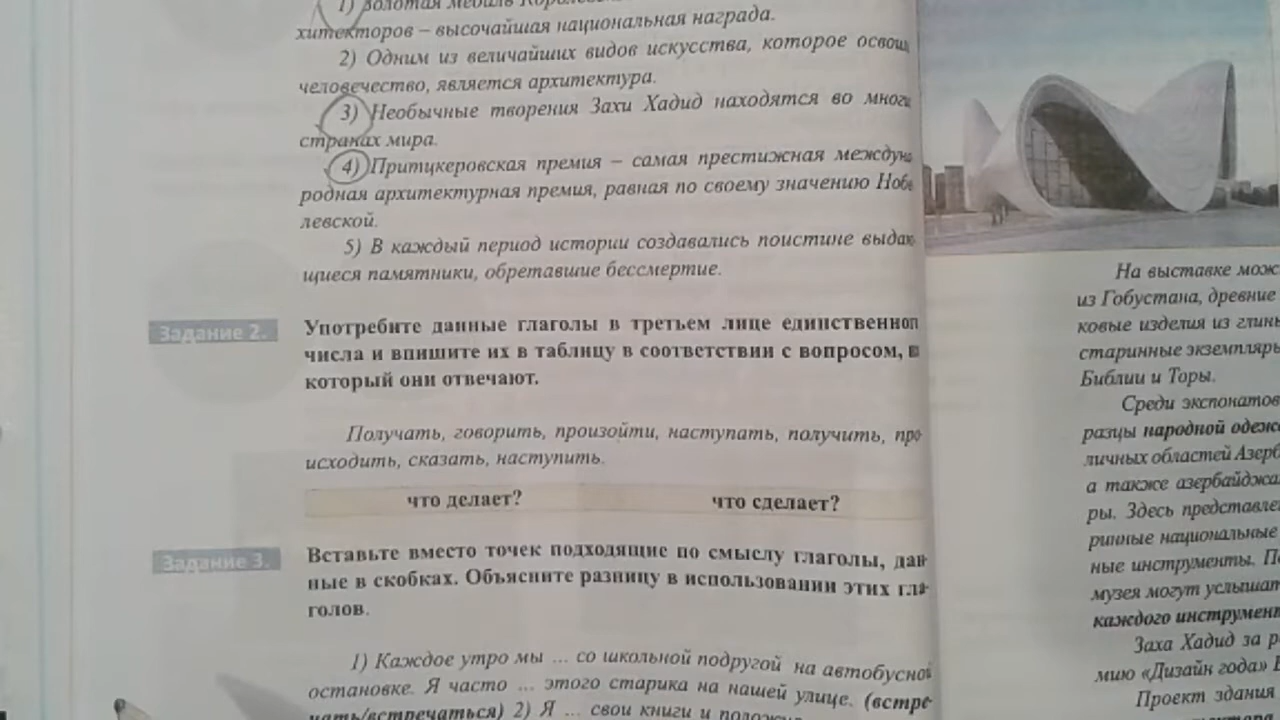 1) Золотая медаль
хитекторов – высочайшая национальная награда.
2) Одним из величайших видов искусства, которое освои
человечество, является архитектура.
3) Необычные творения Захи Хадид находятся во многи
странах мира.
4) Притцкеровская премия – самая престижная междуна
родная архитектурная премия, равная по своему значению Нобе
левской.
5) В каждый период истории создавались поистине выдаю
щиеся памятники, обретавшие бессмертие.
Задание 2.
Употребите данные глаголы в третьем лице единственног
числа и впишите их в таблицу в соответствии с вопросом, н
который они отвечают.
Получать, говорить, произойти, наступать, получить, про
исходить, сказать, наступить.
что делает? что сделает?
Задание 3.
Вставьте вместо точек подходящие по смыслу глаголы, дан-
ные в скобках. Объясните разницу в использовании этих гла-
голов.
1) Каждое утро мы ... со школьной подругой на автобусной
остановке. Я часто ... этого старика на нашей улице. (встре-
чать/встречаться) 2) Я ... свои книги и
На выставке мож
из Гобустана, древние
ковые изделия из глины
старинные экземпляры
Библии и Торы.
Среди экспонатов
разцы народной одеж
личных областей Азерб
а также азербайджа
ры. Здесь представле
ринные национальные
ные инструменты. По
музея могут услышат
каждого инструмент
Заха Хадид за р
мию «Дизайн года»
Проект здания